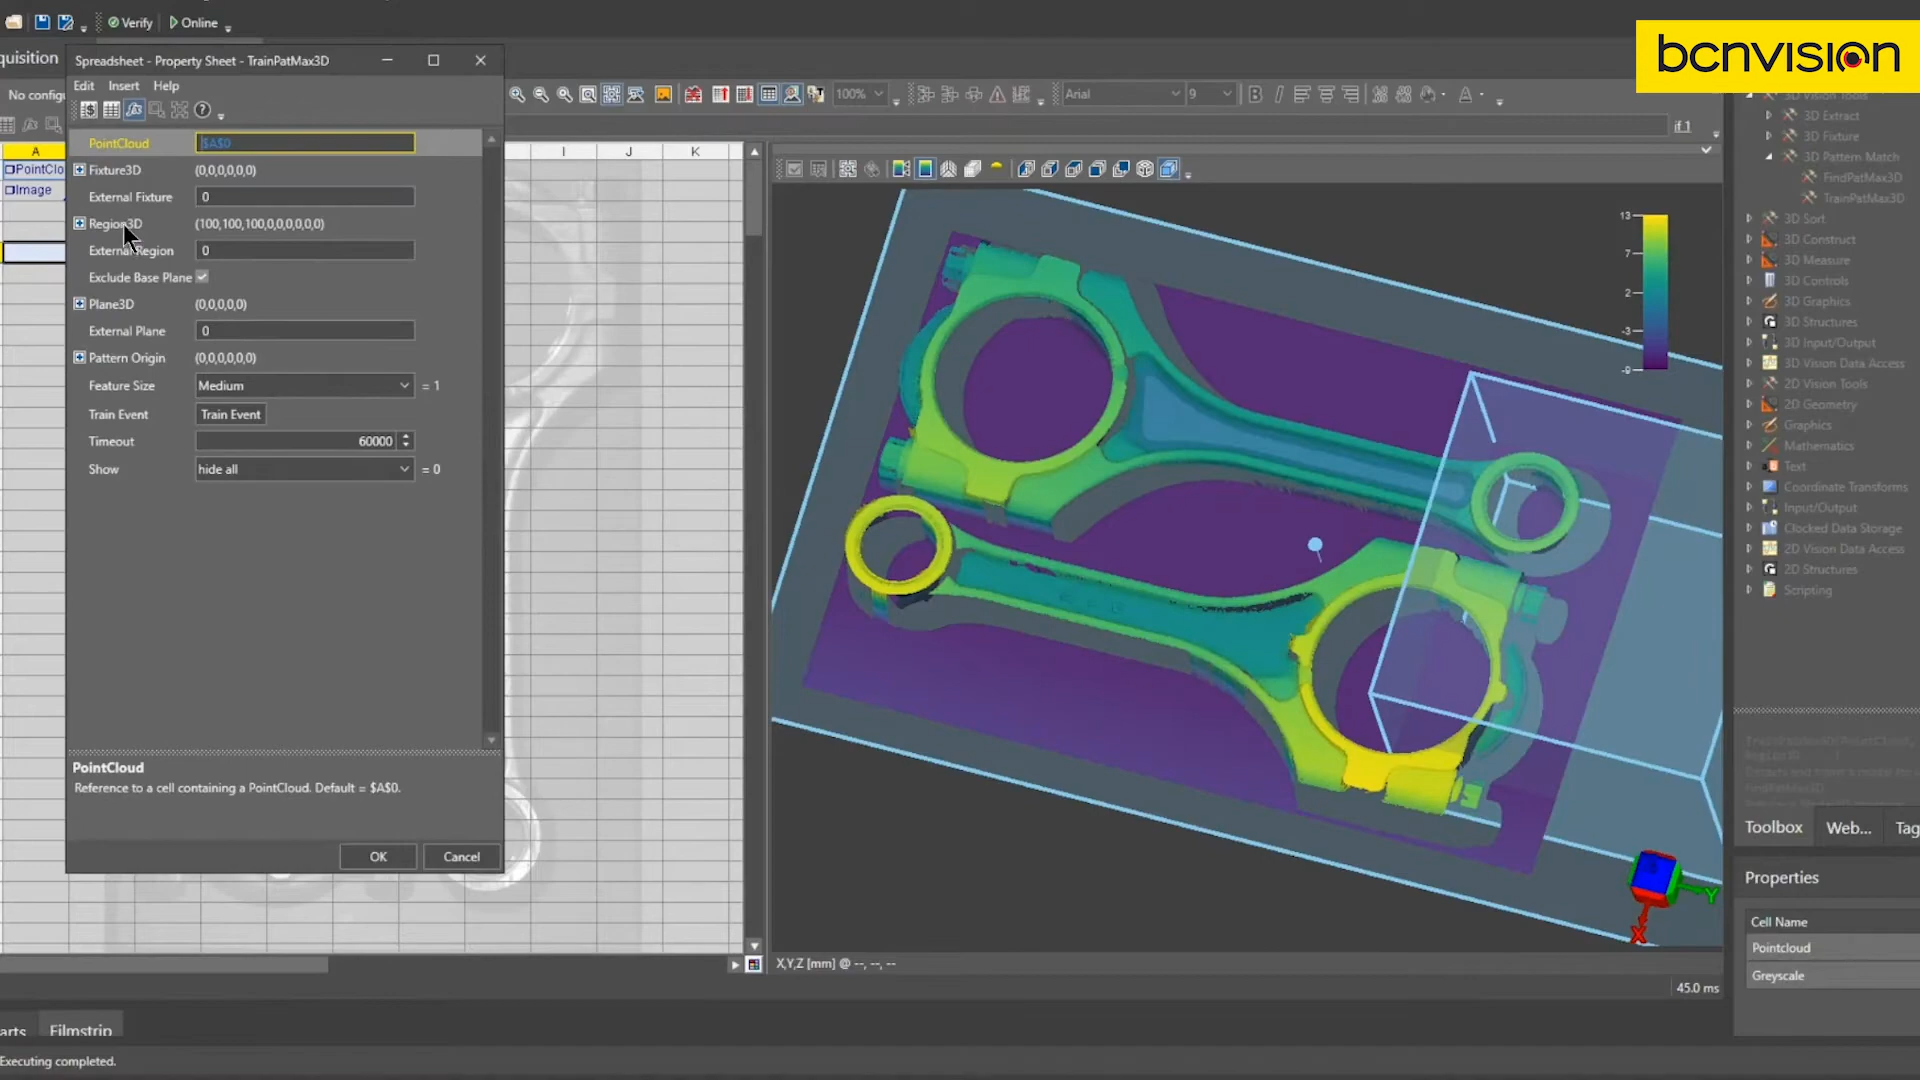 Verify
Online
bcnvision
quisition
Spreadsheet - Property Sheet - TrainPatMax3D
Edit Insert Help
No configu
100%
Arial
9
if 1
PointCloud $A$0
Fixture3D (0,0,0,0,0,0)
External Fixture 0
Region3D (100,100,100,0,0,0,0,0,0)
External Region 0
Exclude Base Plane
Plane3D (0,0,0,0,0)
External Plane 0
Pattern Origin (0,0,0,0,0,0)
Feature Size Medium = 1
Train Event Train Event
Timeout 60000
Show hide all = 0
PointCloud
Reference to a cell containing a PointCloud. Default = $A$0.
OK Cancel
A
PointClo
Image
I J K
13
7
2
-3
-9
Y
X
X,Y,Z [mm] @ --, --, --
45.0 ms
3D Vision Tools
3D Extract
3D Fixture
3D Pattern Match
FindPatMax3D
TrainPatMax3D
3D Sort
3D Construct
3D Measure
3D Controls
3D Graphics
3D Structures
3D Input/Output
3D Vision Data Access
2D Vision Tools
2D Geometry
Graphics
Mathematics
Text
Coordinate Transforms
Input/Output
Clocked Data Storage
2D Vision Data Access
2D Structures
Scripting
Toolbox Web... Tag
Properties
Cell Name
Pointcloud
Greyscale
arts Filmstrip
Executing completed.